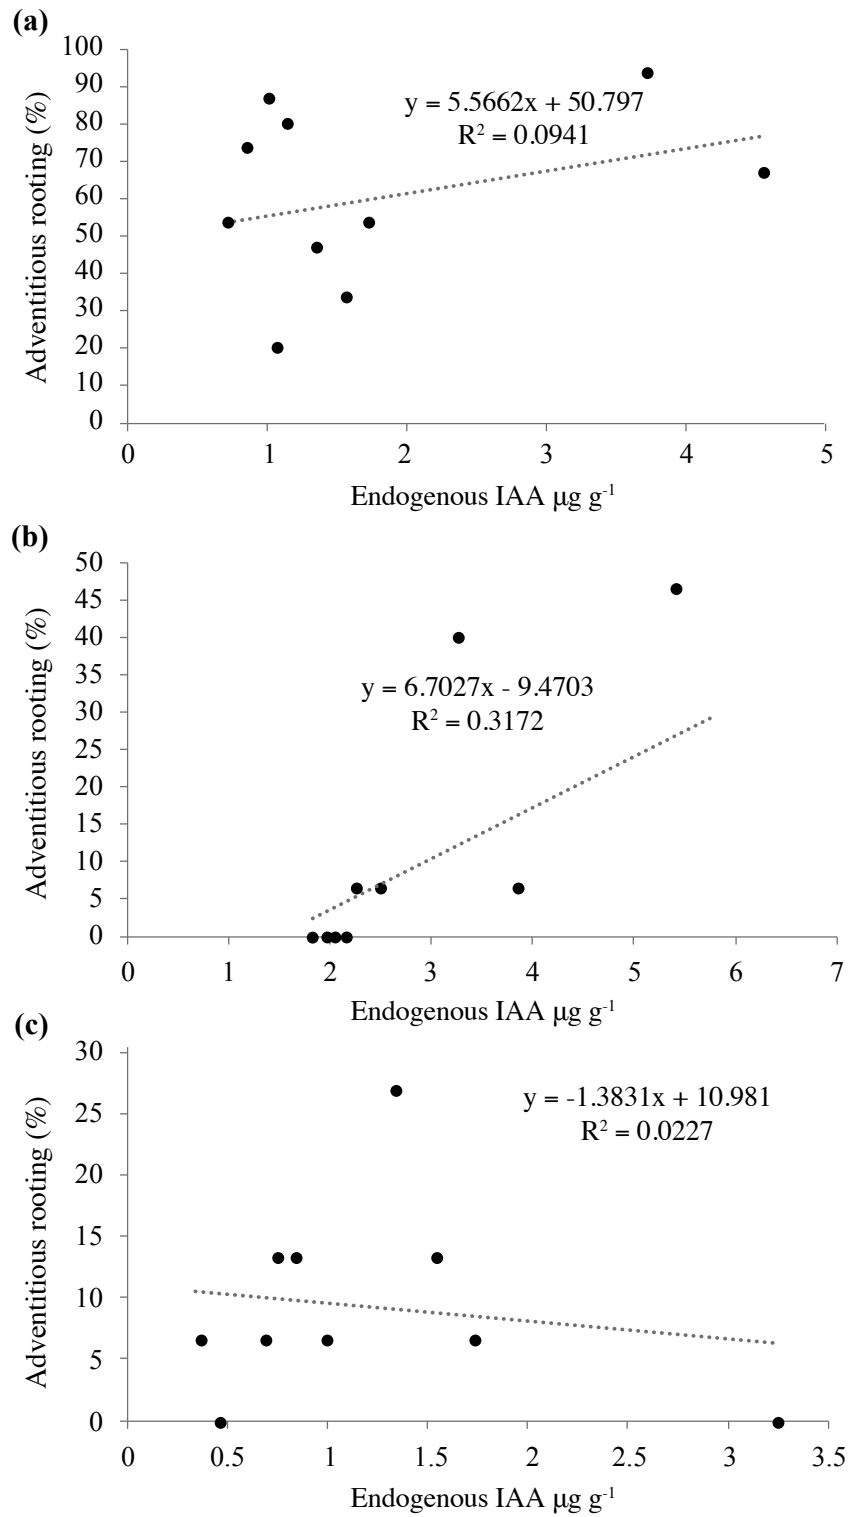 (a)
100
90
80
70
60
50
40
30
20
10
0
Adventitious rooting (%)
y = 5.5662x + 50.797
R² = 0.0941
0 1 2 3 4 5
Endogenous IAA µg g⁻¹
(b)
50
45
40
35
30
25
20
15
10
5
0
Adventitious rooting (%)
y = 6.7027x - 9.4703
R² = 0.3172
0 1 2 3 4 5 6 7
Endogenous IAA µg g⁻¹
(c)
30
25
20
15
10
5
0
Adventitious rooting (%)
y = -1.3831x + 10.981
R² = 0.0227
0 0.5 1 1.5 2 2.5 3 3.5
Endogenous IAA µg g⁻¹